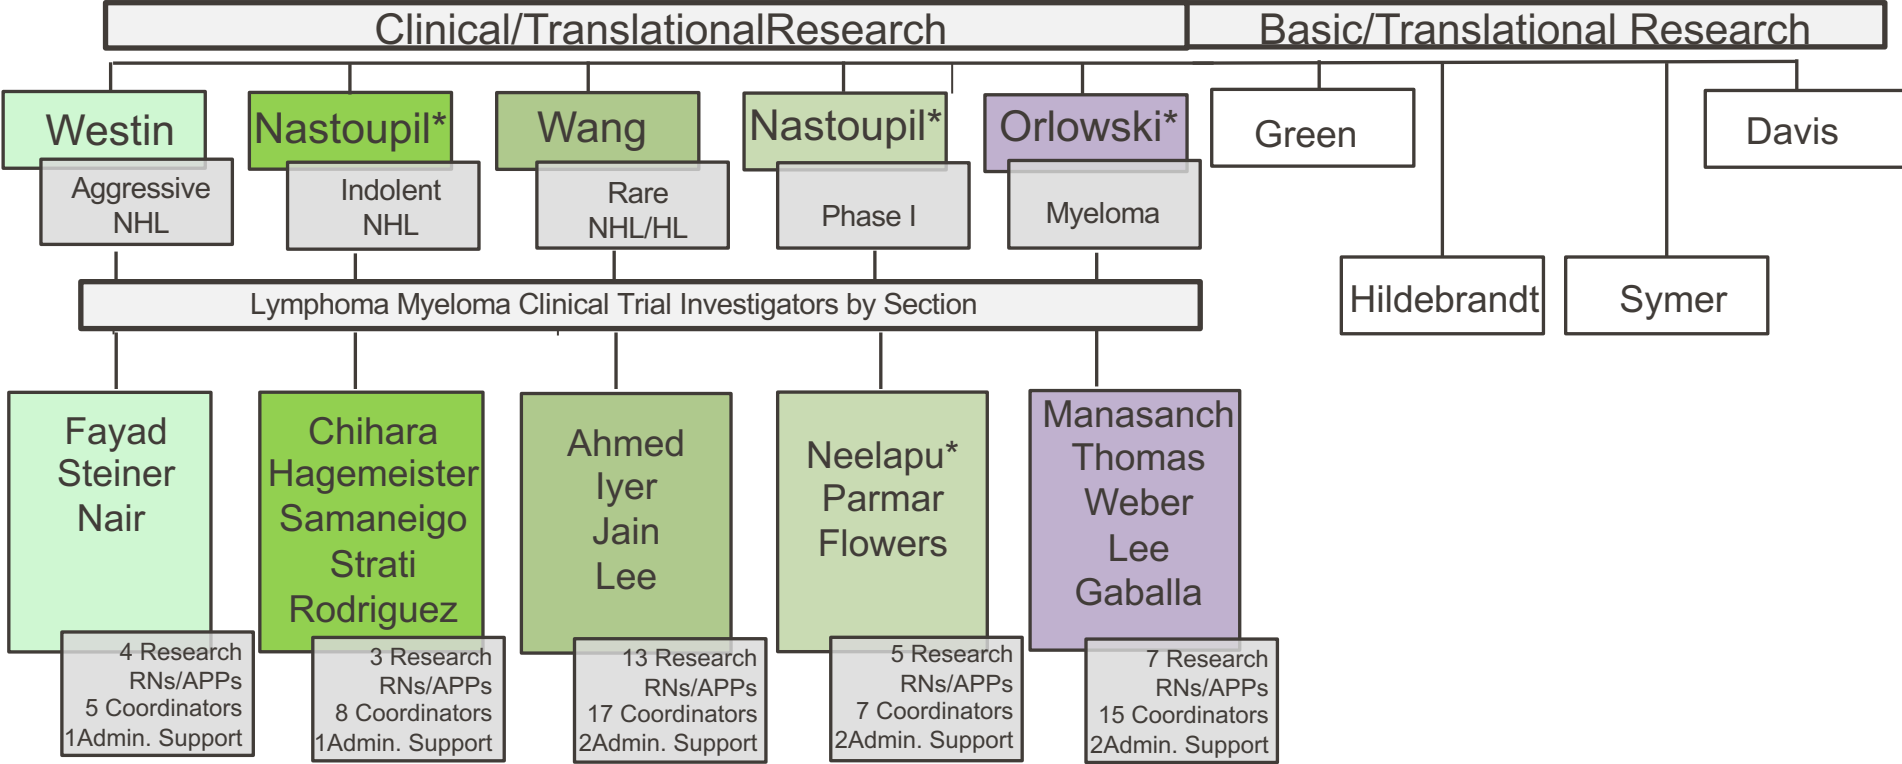 Clinical/TranslationalResearch
Basic/Translational Research
Westin
Aggressive
NHL
Nastoupil*
Indolent
NHL
Wang
Rare
NHL/HL
Nastoupil*
Phase I
Orlowski*
Myeloma
Green
Hildebrandt
Symer
Davis
Lymphoma Myeloma Clinical Trial Investigators by Section
Fayad
Steiner
Nair
4 Research
RNs/APPs
5 Coordinators
1Admin. Support
Chihara
Hagemeister
Samaneigo
Strati
Rodriguez
3 Research
RNs/APPs
8 Coordinators
1Admin. Support
Ahmed
Iyer
Jain
Lee
13 Research
RNs/APPs
17 Coordinators
2Admin. Support
Neelapu*
Parmar
Flowers
5 Research
RNs/APPs
7 Coordinators
2Admin. Support
Manasanch
Thomas
Weber
Lee
Gaballa
7 Research
RNs/APPs
15 Coordinators
2Admin. Support